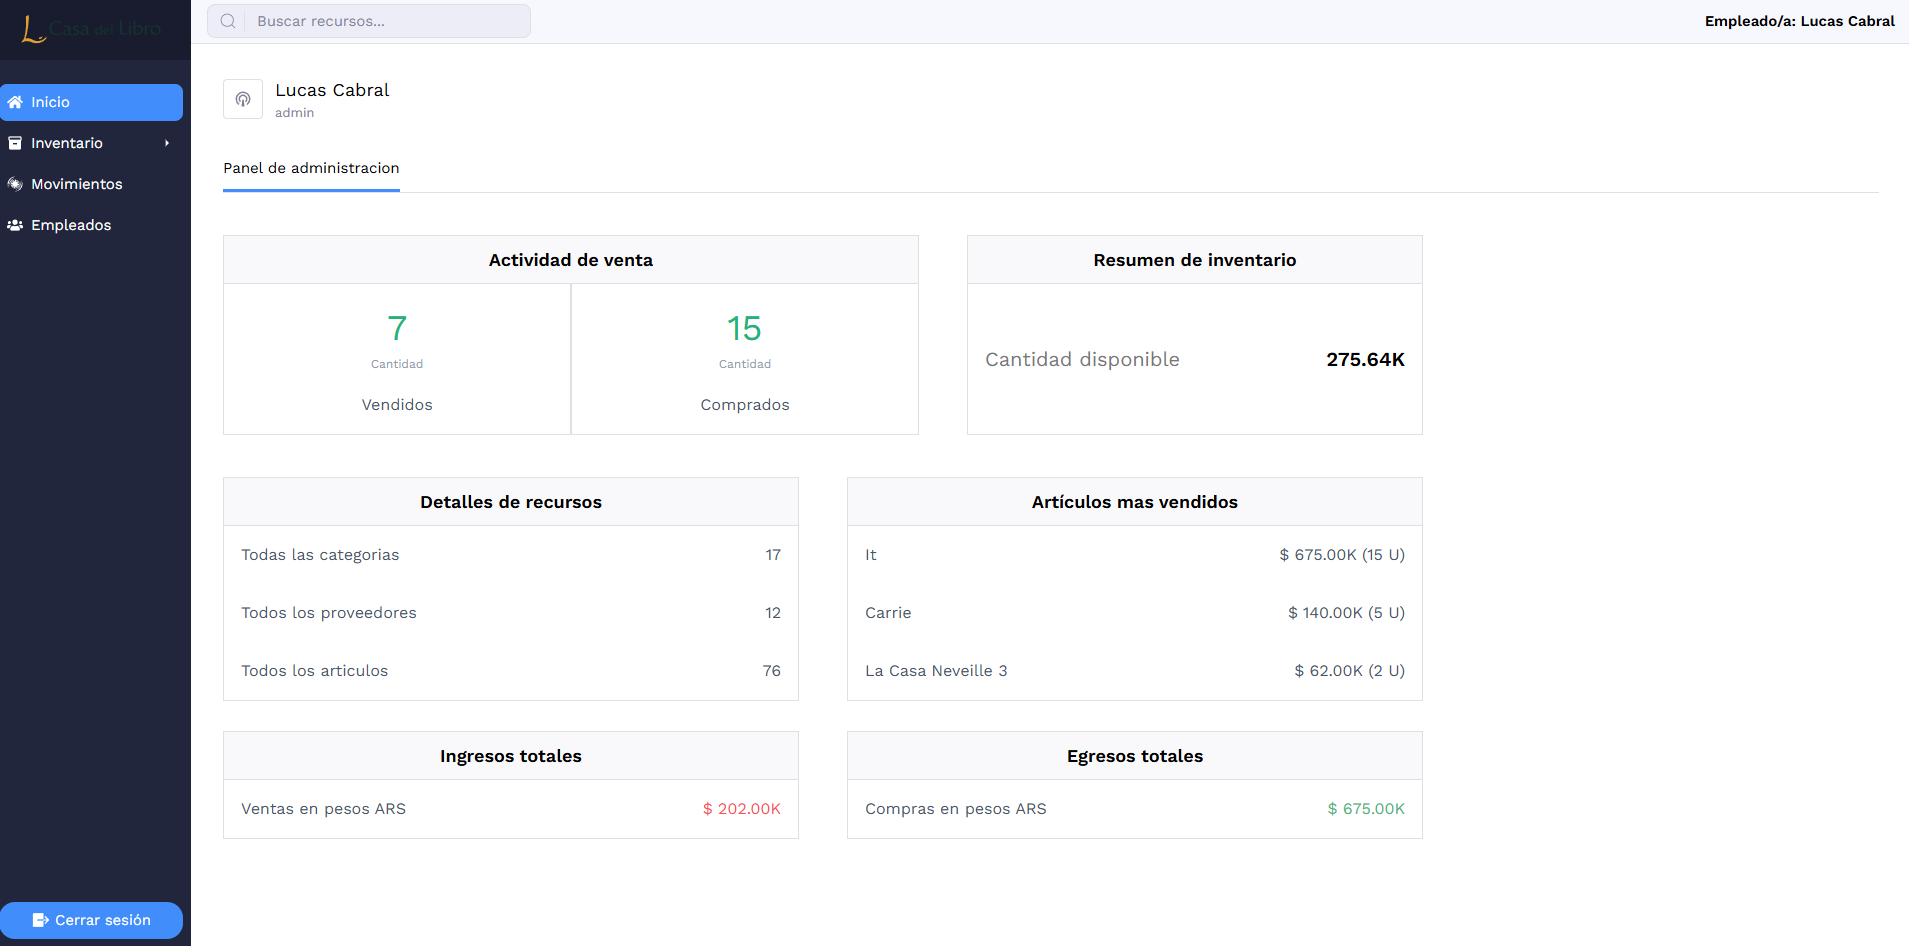 Casa del Libro
Buscar recursos...
Empleado/a: Lucas Cabral
Inicio
Inventario
Movimientos
Empleados
Cerrar sesión
Lucas Cabral
admin
Panel de administracion
Actividad de venta
7
Cantidad
Vendidos
15
Cantidad
Comprados
Resumen de inventario
Cantidad disponible 275.64K
Detalles de recursos
Todas las categorias 17
Todos los proveedores 12
Todos los articulos 76
Artículos mas vendidos
It $ 675.00K (15 U)
Carrie $ 140.00K (5 U)
La Casa Neveille 3 $ 62.00K (2 U)
Ingresos totales
Ventas en pesos ARS $ 202.00K
Egresos totales
Compras en pesos ARS $ 675.00K